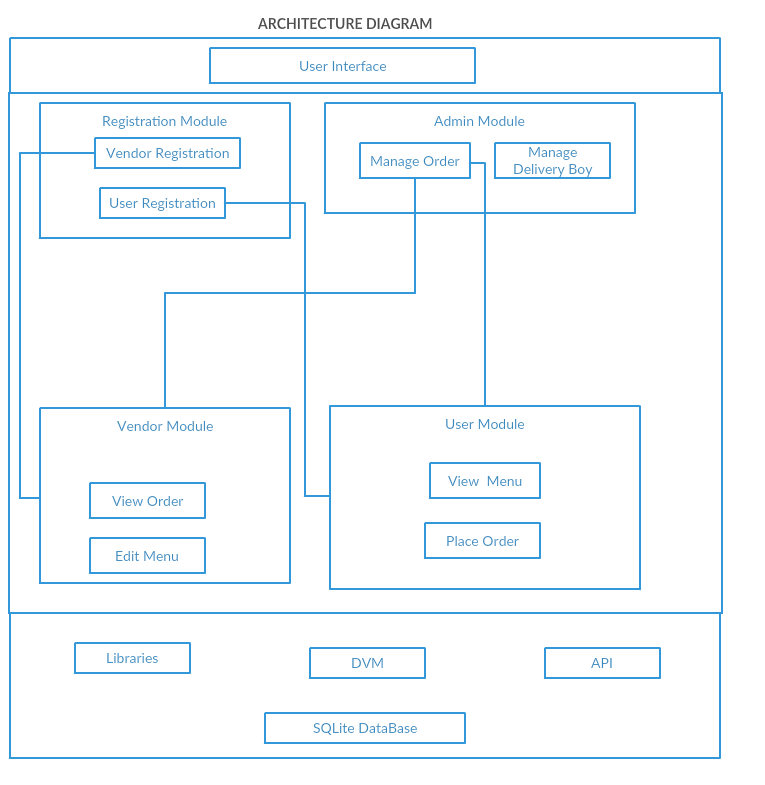 ARCHITECTURE DIAGRAM
User Interface
Registration Module
Vendor Registration
User Registration
Admin Module
Manage Order
Manage
Delivery Boy
Vendor Module
View Order
Edit Menu
User Module
View  Menu
Place Order
Libraries
DVM
API
SQLite DataBase